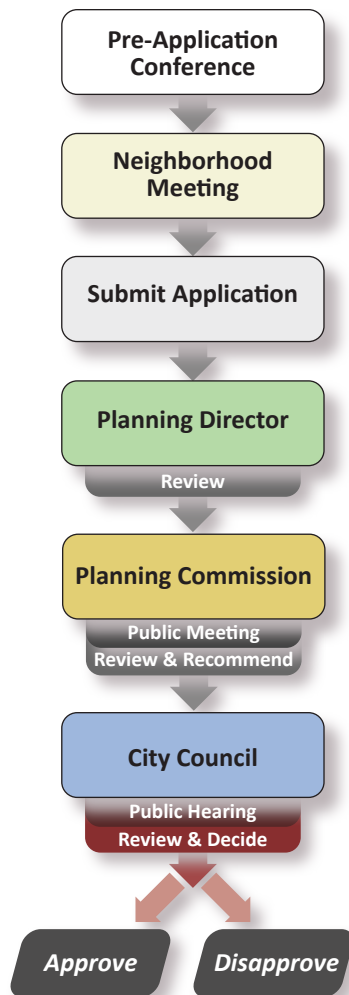 Pre-Application
Conference
Neighborhood
Meeting
Submit Application
Planning Director
Review
Planning Commission
Public Meeting
Review & Recommend
City Council
Public Hearing
Review & Decide
Approve
Disapprove